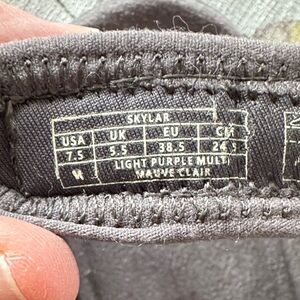 SKYLAR
USA UK EU CM
7.5 5.5 38.5 24.5
W
LIGHT PURPLE MULTI
MAUVE CLAIR